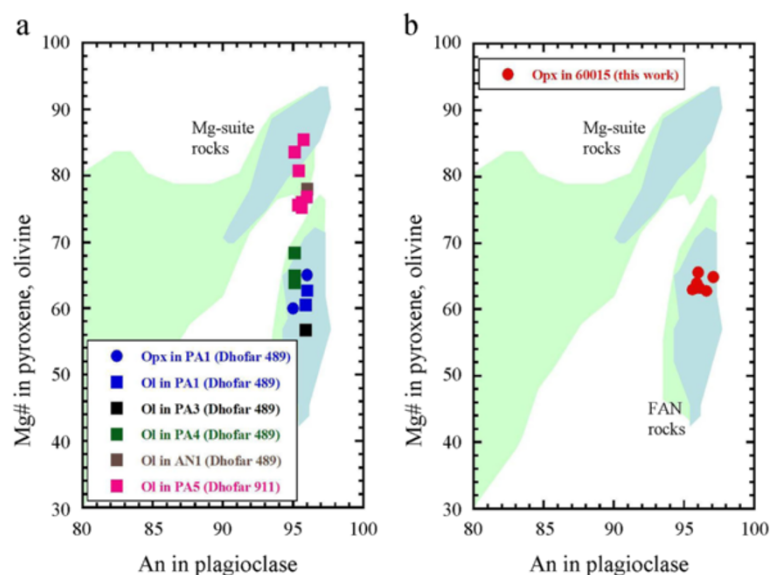 a
100
90
80
70
60
50
40
30
Mg# in pyroxene, olivine
Mg-suite
rocks
Opx in PA1 (Dhofar 489)
Ol in PA1 (Dhofar 489)
Ol in PA3 (Dhofar 489)
Ol in PA4 (Dhofar 489)
Ol in AN1 (Dhofar 489)
Ol in PA5 (Dhofar 911)
80
85
90
95
100
An in plagioclase
b
100
90
80
70
60
50
40
30
Mg# in pyroxene, olivine
Opx in 60015 (this work)
Mg-suite
rocks
FAN
rocks
80
85
90
95
100
An in plagioclase